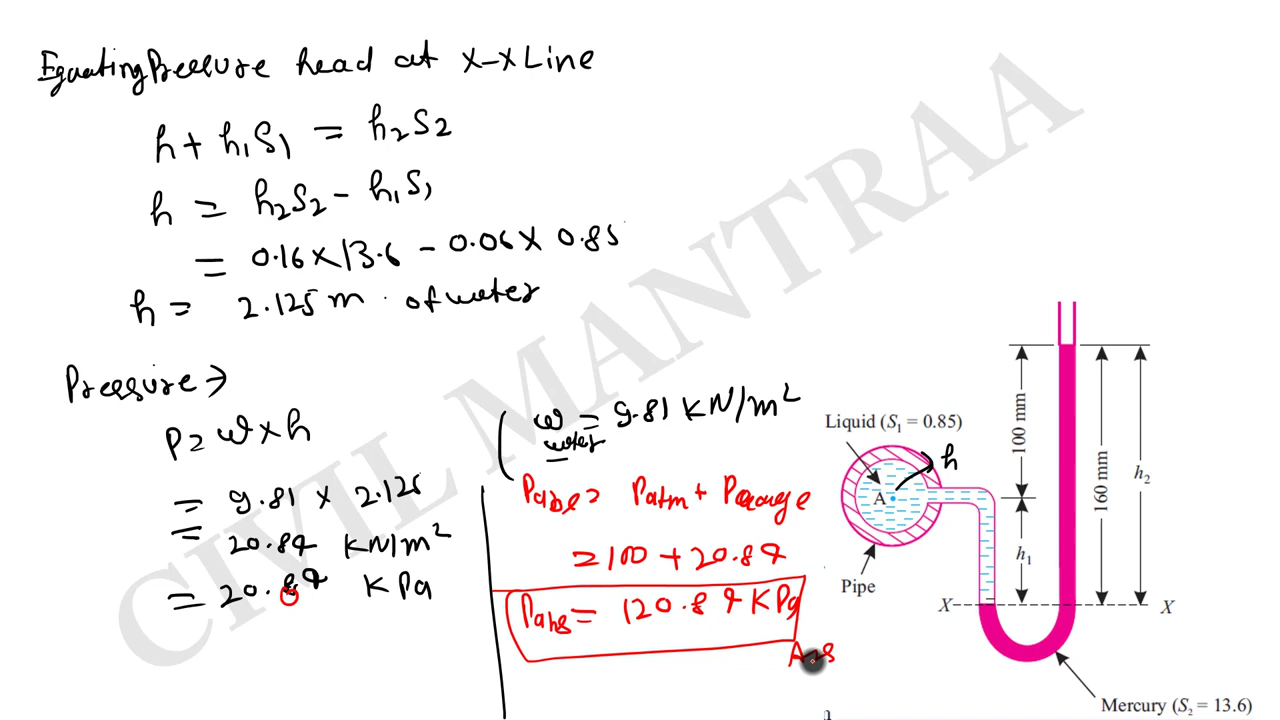 Equating Pressure head at X-X Line
h + h₁S₁ = h₂S₂
h = h₂S₂ - h₁S₁
= 0.16 X 13.6 - 0.06 X 0.85
h = 2.125 m. of water
Pressure →
P = ω x h
= 9.81 x 2.125
= 20.84 KN/m²
= 20.84 KPa
ω water = 9.81 KN/m²
Pabs = Patm + Pgauge
= 100 + 20.84
Pabs = 120.84 KPa
Ans
Liquid (S₁ = 0.85)
h
A
Pipe
100 mm
h₁
160 mm
h₂
X
X
Mercury (S₂ = 13.6)
CIVIL MANTRAA